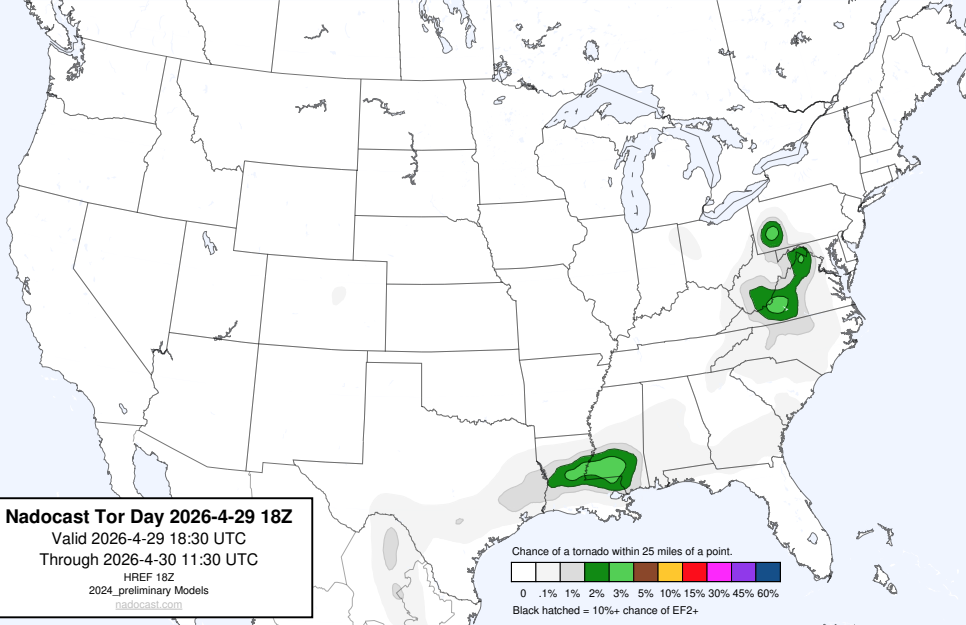 Nadocast Tor Day 2026-4-29 18Z
Valid 2026-4-29 18:30 UTC
Through 2026-4-30 11:30 UTC
HREF 18Z
2024_preliminary Models
nadocast.com
Chance of a tornado within 25 miles of a point.
0 .1% 1% 2% 3% 5% 10% 15% 30% 45% 60%
Black hatched = 10%+ chance of EF2+